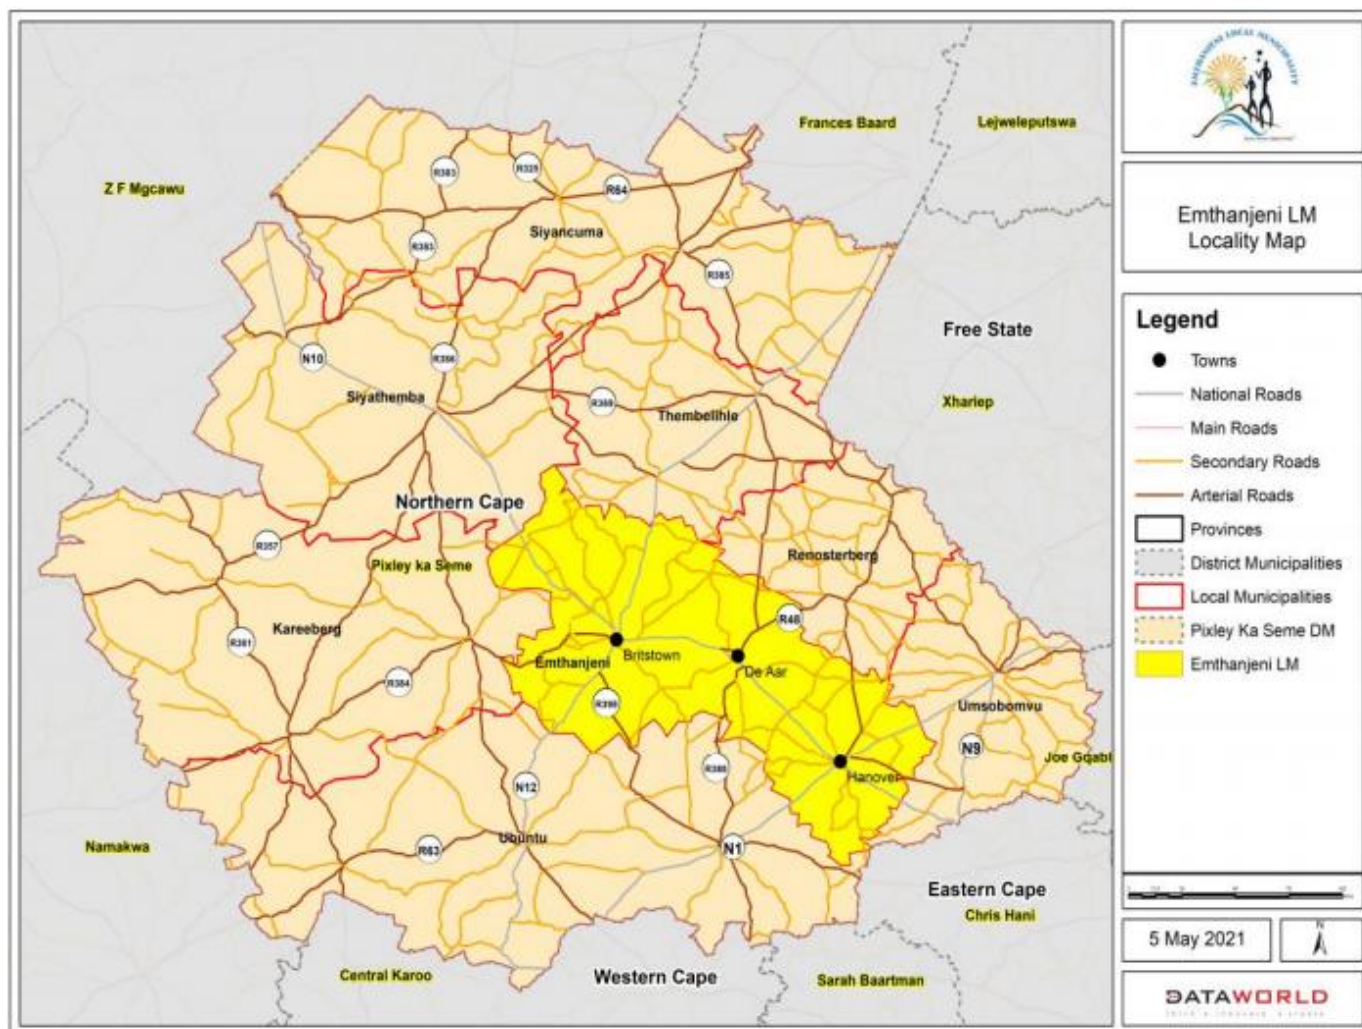 EMTHANJENI LOCAL MUNICIPALITY
Emthanjeni LM
Locality Map
Legend
Towns
National Roads
Main Roads
Secondary Roads
Arterial Roads
Provinces
District Municipalities
Local Municipalities
Pixley Ka Seme DM
Emthanjeni LM
5 May 2021
N
DATAWORLD
Frances Baard
Lejweleputswa
Z F Mgcawu
R383
R64
Siyancuma
R383
R385
Free State
N10
R386
Siyathemba
R369
Thembelihle
Xhariep
Northern Cape
R357
Pixley ka Seme
Renosterberg
Kareeberg
R361
R48
Emthanjeni
Britstown
De Aar
R384
R398
Umsobomvu
N9
Joe Gqabi
Hanover
R388
N12
Ubuntu
Namakwa
R63
N1
Eastern Cape
Chris Hani
Central Karoo
Western Cape
Sarah Baartman